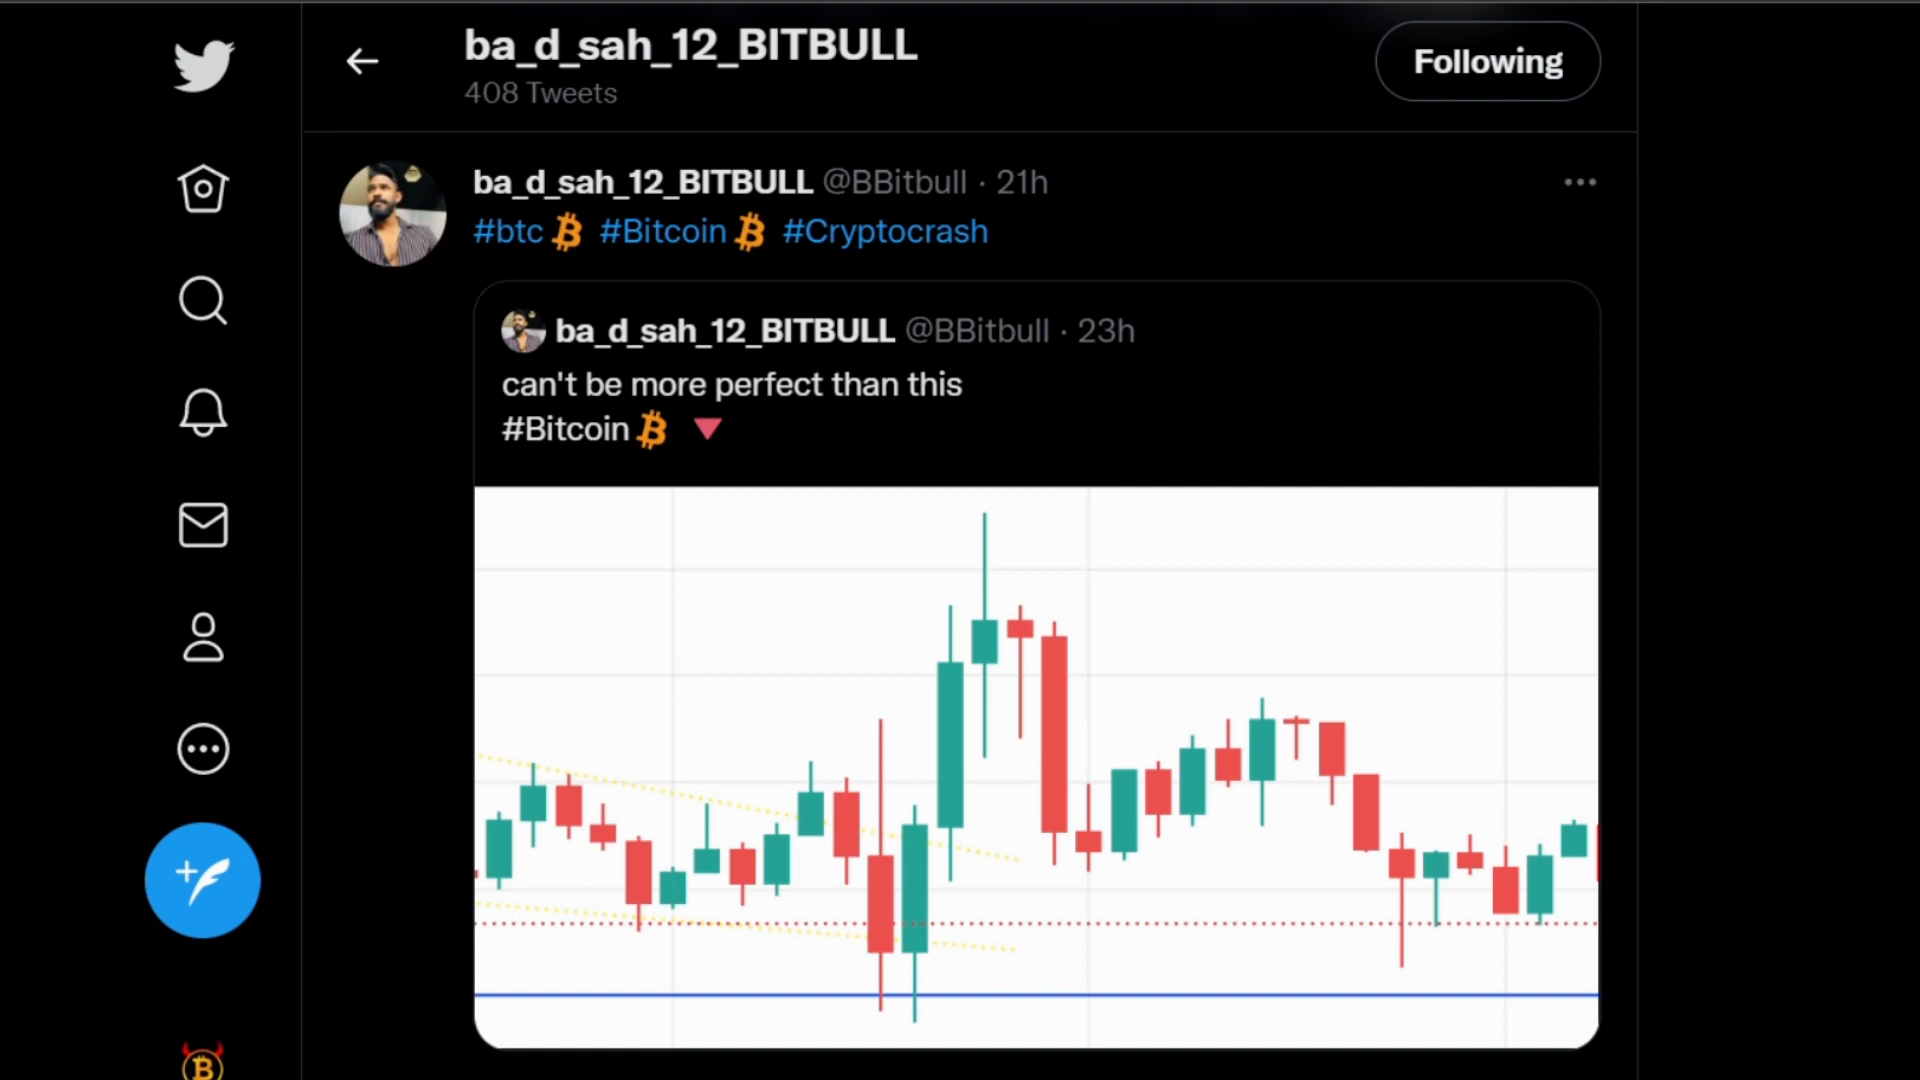 ba_d_sah_12_BITBULL
408 Tweets
Following
ba_d_sah_12_BITBULL @BBitbull · 21h
#btc #Bitcoin #Cryptocrash
ba_d_sah_12_BITBULL @BBitbull · 23h
can't be more perfect than this
#Bitcoin